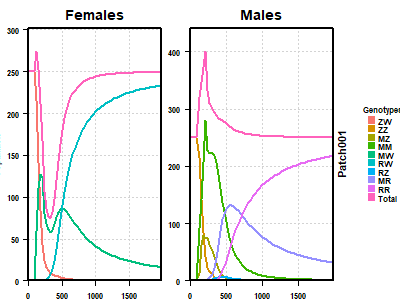 Females
Males
300
250
200
150
100
50
0
400
300
200
100
0
0
500
1000
1500
0
500
1000
1500
Patch001
Genotypes
ZW
ZZ
MZ
MM
MW
RW
RZ
MR
RR
Total